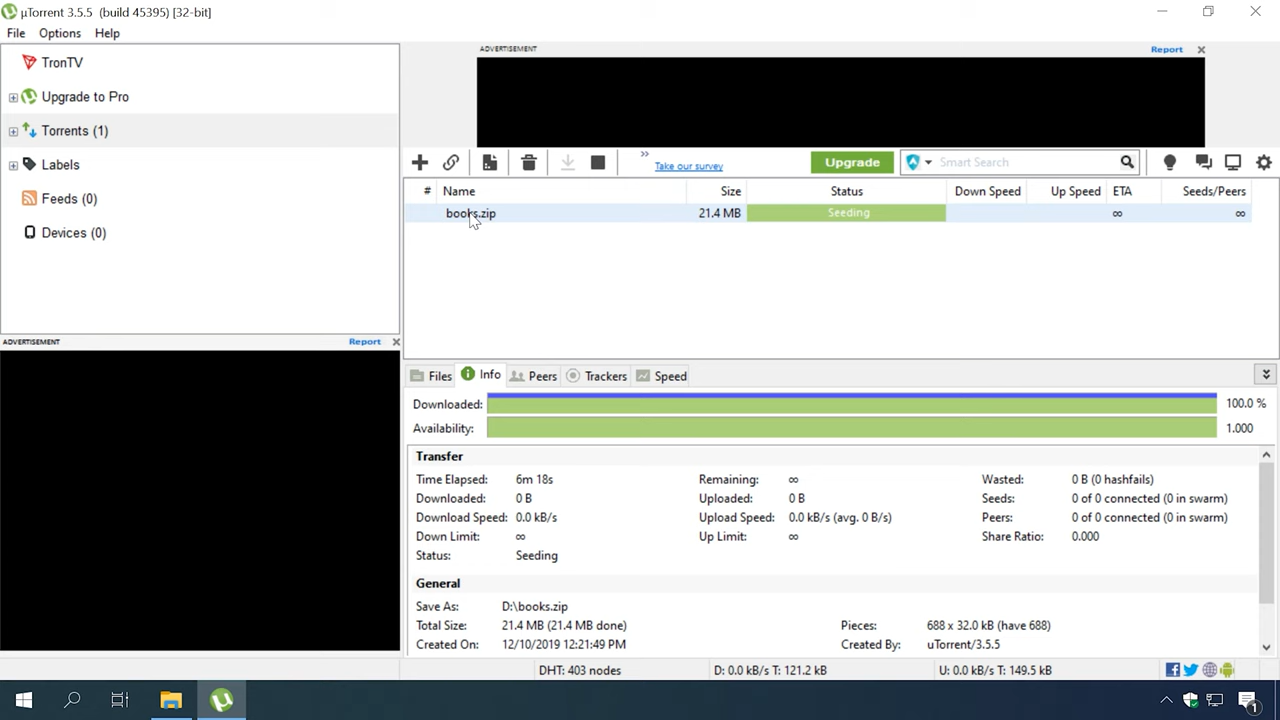 µTorrent 3.5.5 (build 45395) [32-bit]
File Options Help
TronTV
Upgrade to Pro
Torrents (1)
Labels
Feeds (0)
Devices (0)
ADVERTISEMENT Report
ADVERTISEMENT Report
Take our survey
Upgrade
Smart Search
# Name Size Status Down Speed Up Speed ETA Seeds/Peers
books.zip 21.4 MB Seeding ∞ ∞
Files Info Peers Trackers Speed
Downloaded: 100.0 %
Availability: 1.000
Transfer
Time Elapsed: 6m 18s Remaining: ∞ Wasted: 0 B (0 hashfails)
Downloaded: 0 B Uploaded: 0 B Seeds: 0 of 0 connected (0 in swarm)
Download Speed: 0.0 kB/s Upload Speed: 0.0 kB/s (avg. 0 B/s) Peers: 0 of 0 connected (0 in swarm)
Down Limit: ∞ Up Limit: ∞ Share Ratio: 0.000
Status: Seeding
General
Save As: D:\books.zip
Total Size: 21.4 MB (21.4 MB done) Pieces: 688 x 32.0 kB (have 688)
Created On: 12/10/2019 12:21:49 PM Created By: uTorrent/3.5.5
DHT: 403 nodes D: 0.0 kB/s T: 121.2 kB U: 0.0 kB/s T: 149.5 kB
1